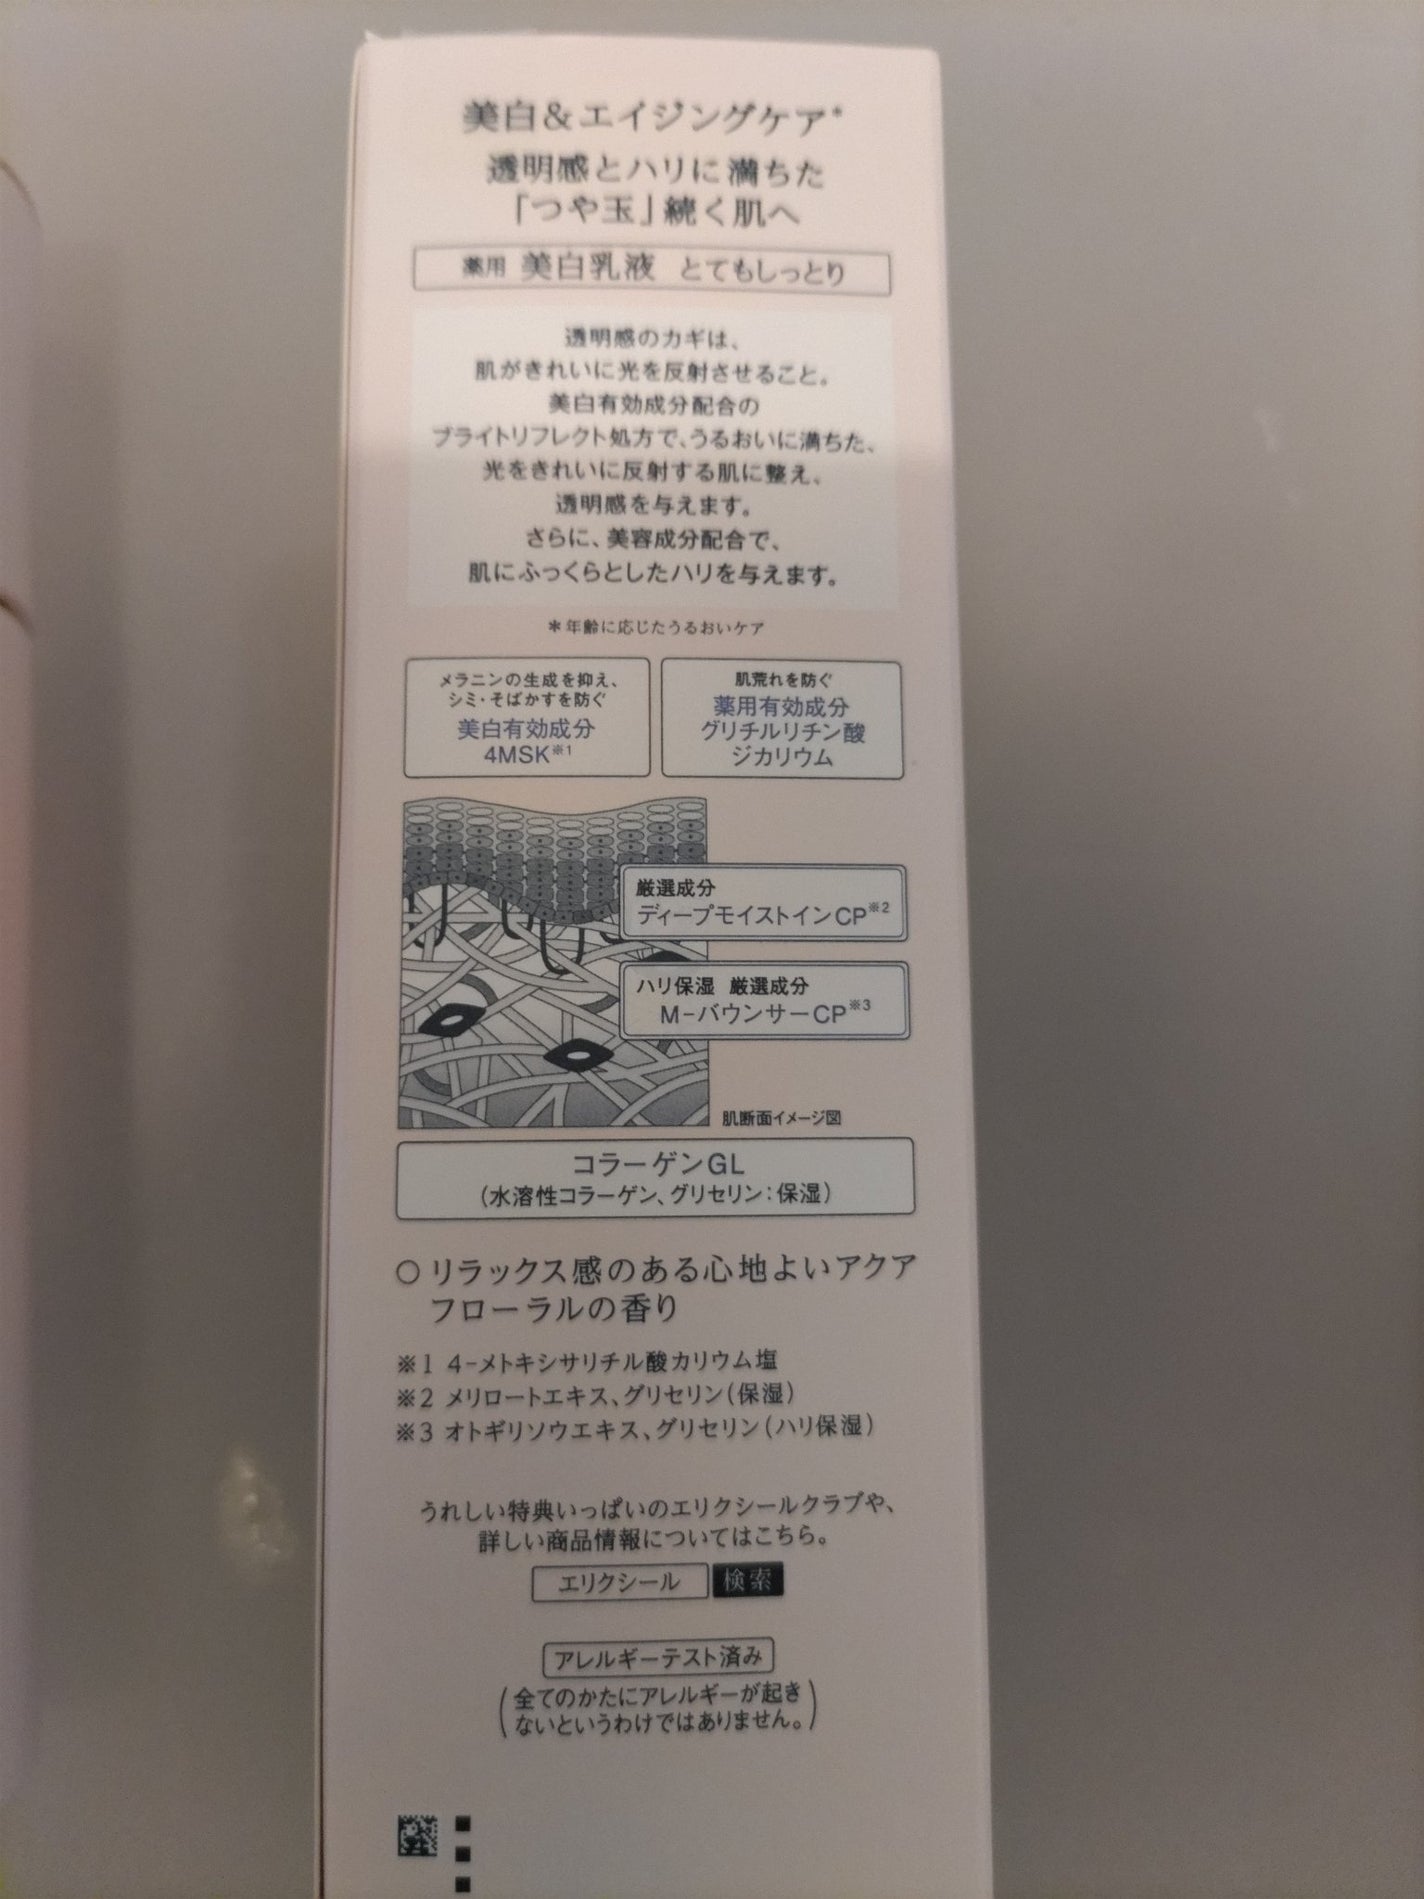 美白&エイジングケア*
透明感とハリに満ちた
「つや玉」続く肌へ
薬用 美白乳液 とてもしっとり
透明感のカギは、
肌がきれいに光を反射させること。
美白有効成分配合の
ブライトリフレクト処方で、うるおいに満ちた、
光をきれいに反射する肌に整え、
透明感を与えます。
さらに、美容成分配合で、
肌にふっくらとしたハリを与えます。
*年齢に応じたうるおいケア
メラニンの生成を抑え、
シミ・そばかすを防ぐ
美白有効成分
4MSK※1
肌荒れを防ぐ
薬用有効成分
グリチルリチン酸
ジカリウム
厳選成分
ディープモイストインCP※2
ハリ保湿 厳選成分
M-バウンサーCP※3
肌断面イメージ図
コラーゲンGL
(水溶性コラーゲン、グリセリン:保湿)
○リラックス感のある心地よいアクア
フローラルの香り
※1 4-メトキシサリチル酸カリウム塩
※2 メリロートエキス、グリセリン(保湿)
※3 オトギリソウエキス、グリセリン(ハリ保湿)
うれしい特典いっぱいのエリクシールクラブや、
詳しい商品情報についてはこちら。
エリクシール 検索
アレルギーテスト済み
(全てのかたにアレルギーが起き
ないというわけではありません。)